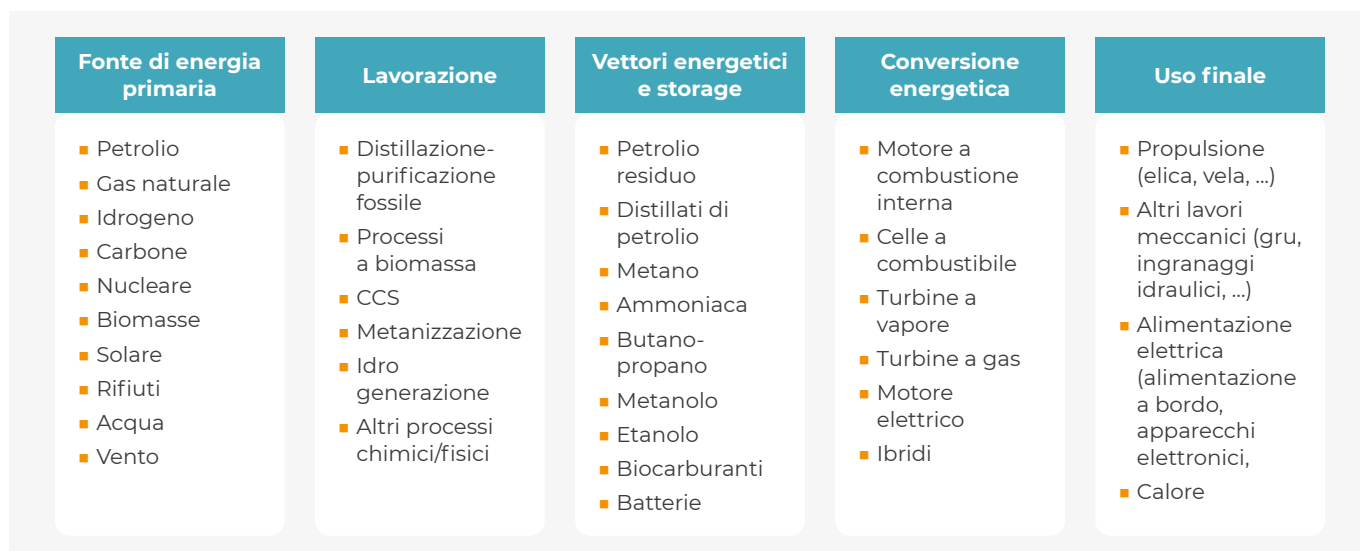 Fonte di energia
primaria
Petrolio
Gas naturale
Idrogeno
Carbone
Nucleare
Biomasse
Solare
Rifiuti
Acqua
Vento
Lavorazione
Distillazione-
purificazione
fossile
Processi
a biomassa
CCS
Metanizzazione
Idro
generazione
Altri processi
chimici/fisici
Vettori energetici
e storage
Petrolio
residuo
Distillati di
petrolio
Metano
Ammoniaca
Butano-
propano
Metanolo
Etanolo
Biocarburanti
Batterie
Conversione
energetica
Motore a
combustione
interna
Celle a
combustibile
Turbine a
vapore
Turbine a gas
Motore
elettrico
Ibridi
Uso finale
Propulsione
(elica, vela, ...)
Altri lavori
meccanici (gru,
ingranaggi
idraulici, ...)
Alimentazione
elettrica
(alimentazione
a bordo,
apparecchi
elettronici,
Calore